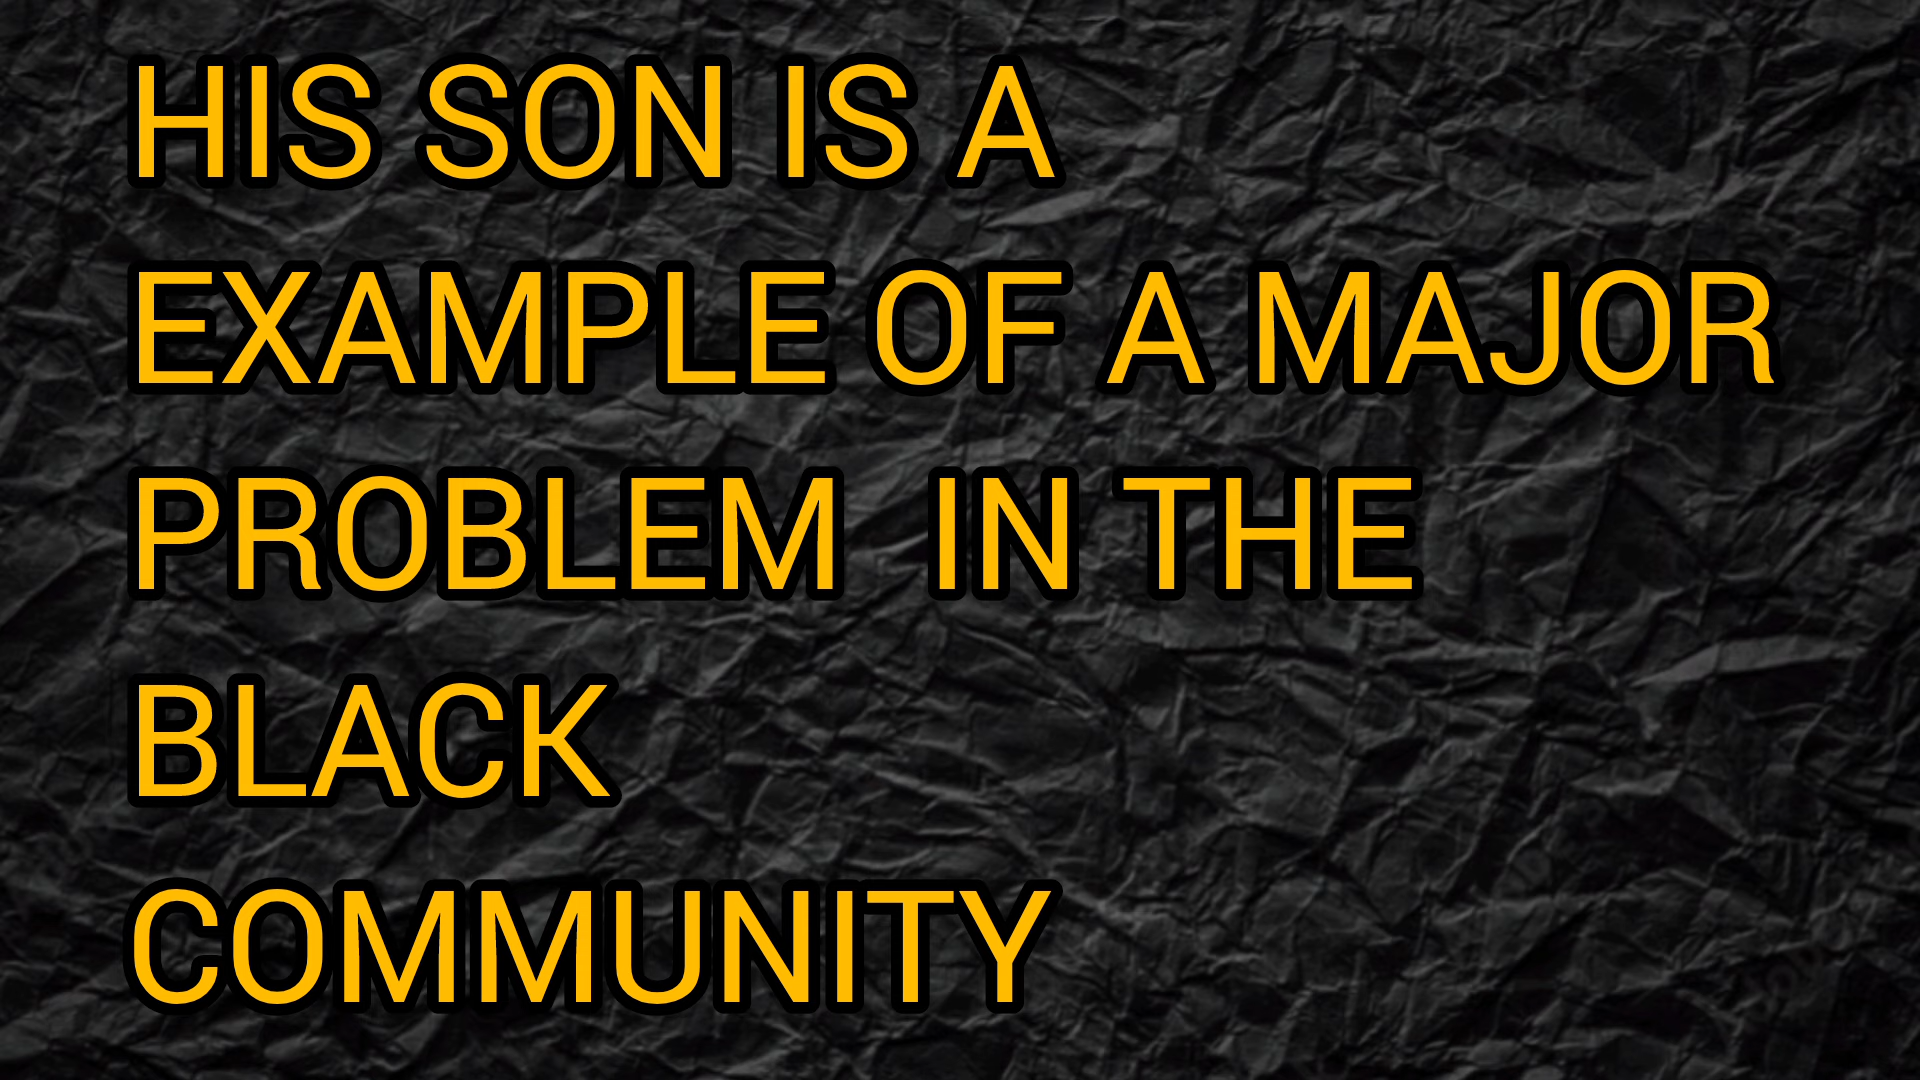 HIS SON IS A
EXAMPLE OF A MAJOR
PROBLEM  IN THE
BLACK
COMMUNITY